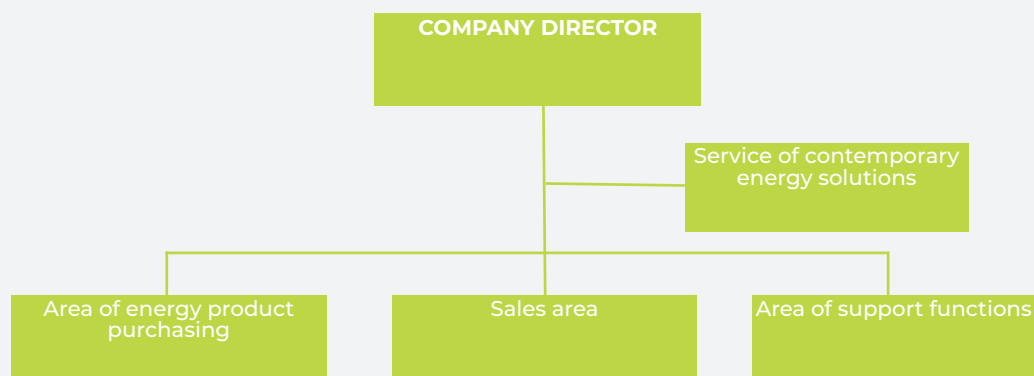 COMPANY DIRECTOR
Service of contemporary
energy solutions
Area of energy product
purchasing
Sales area
Area of support functions